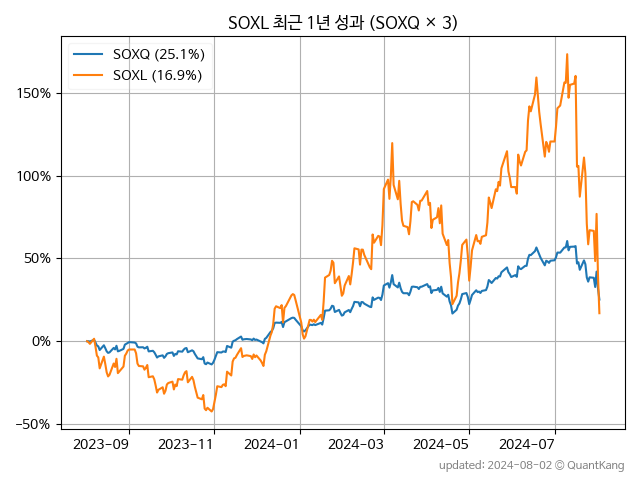 SOXL 최근 1년 성과 (SOXQ × 3)
SOXQ (25.1%)
SOXL (16.9%)
150%
100%
50%
0%
−50%
2023-09 2023-11 2024-01 2024-03 2024-05 2024-07
updated: 2024-08-02 © QuantKang